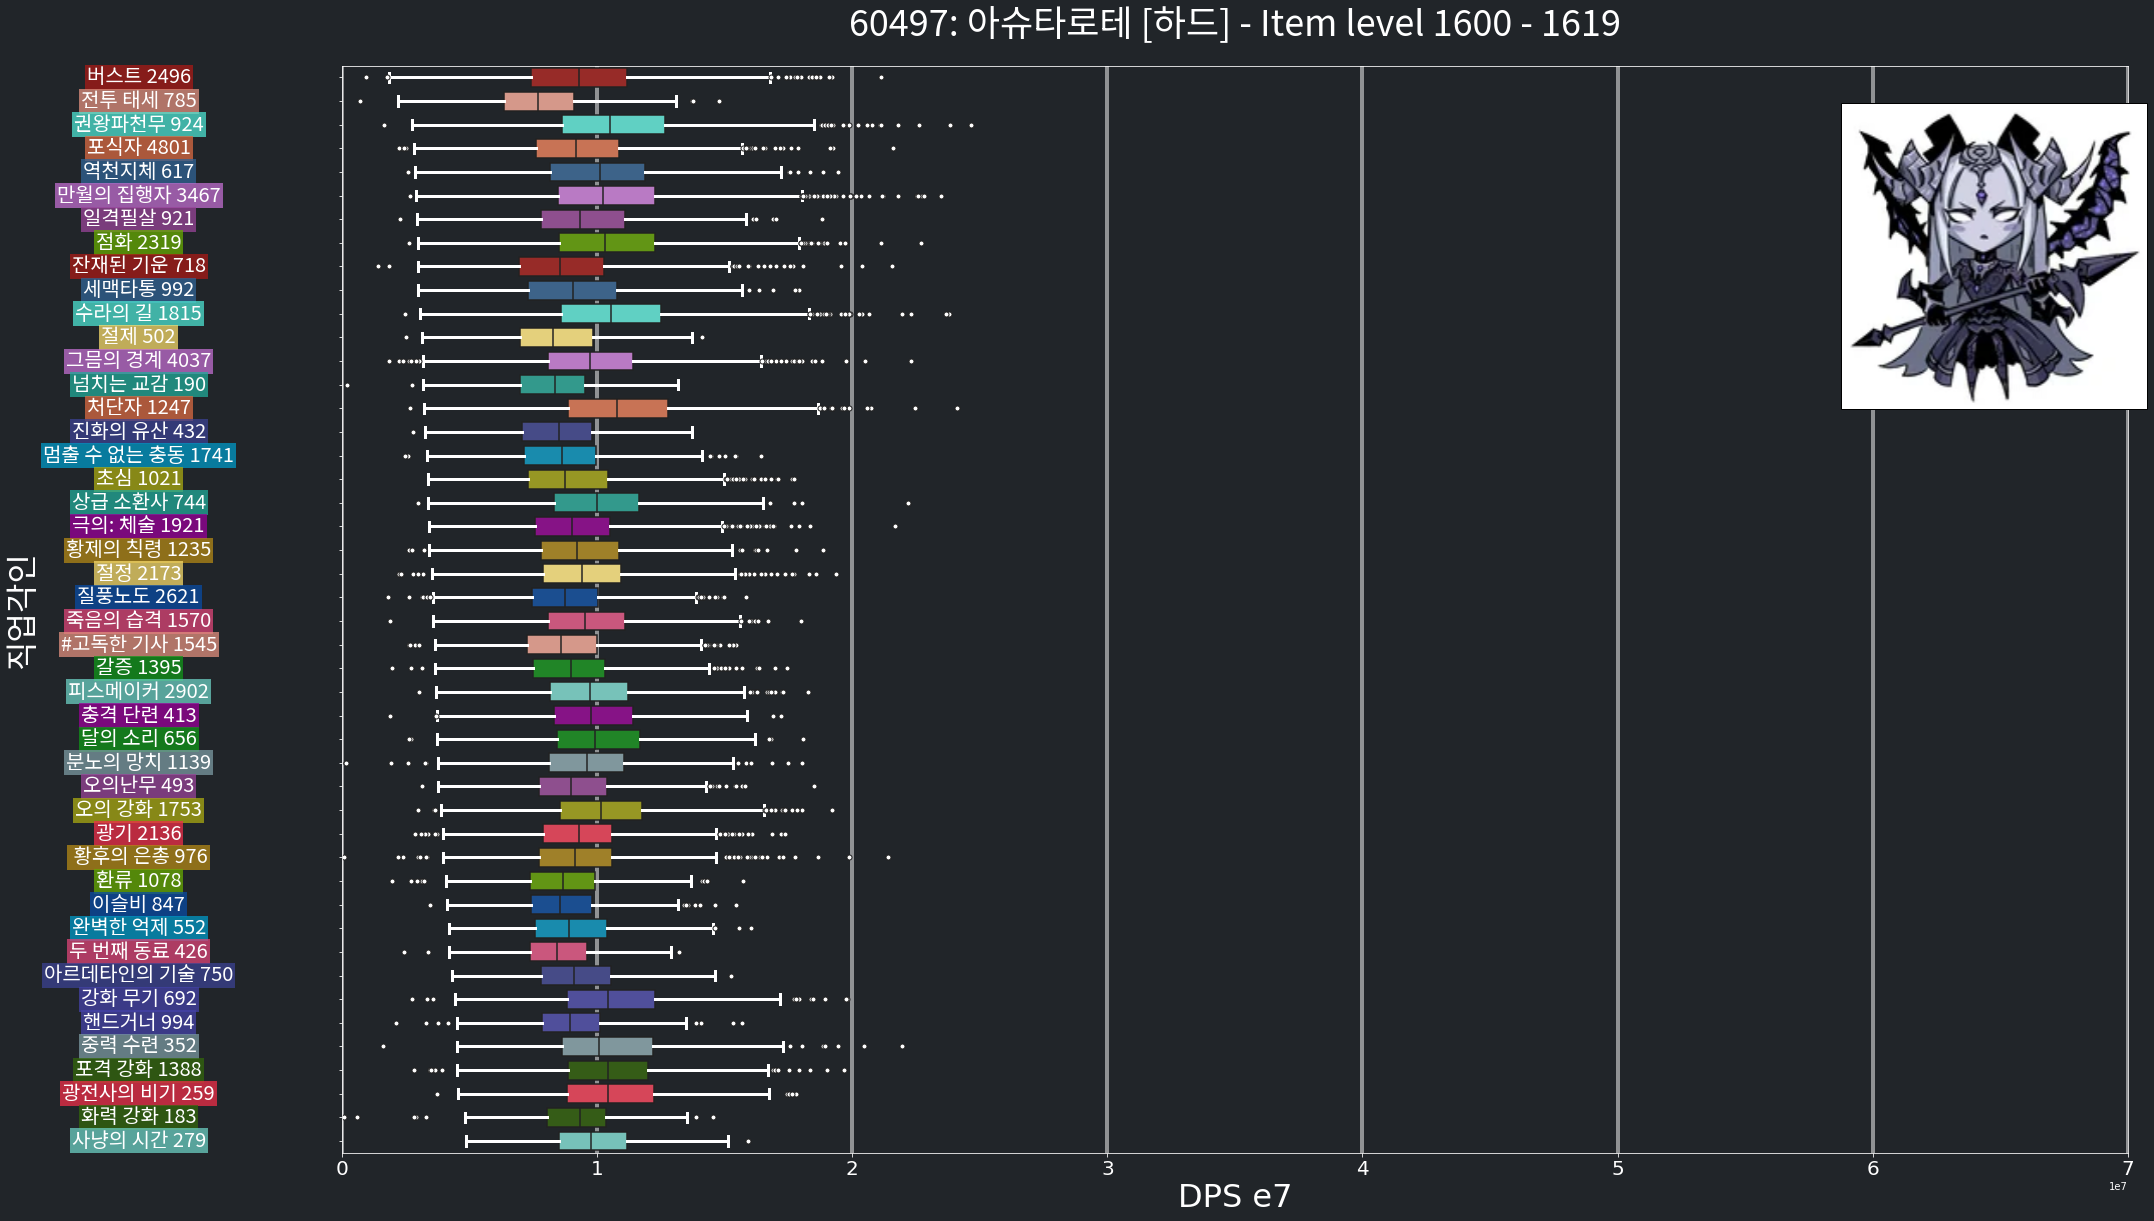 60497: 아슈타로테 [하드] - Item level 1600 - 1619
버스트 2496
전투 태세 785
권왕파천무 924
포식자 4801
역천지체 617
만월의 집행자 3467
일격필살 921
점화 2319
잔재된 기운 718
세맥타통 992
수라의 길 1815
절제 502
그믐의 경계 4037
넘치는 교감 190
처단자 1247
진화의 유산 432
멈출 수 없는 충동 1741
초심 1021
상급 소환사 744
극의: 체술 1921
황제의 칙령 1235
절정 2173
질풍노도 2621
죽음의 습격 1570
#고독한 기사 1545
갈증 1395
피스메이커 2902
충격 단련 413
달의 소리 656
분노의 망치 1139
오의난무 493
오의 강화 1753
광기 2136
황후의 은총 976
환류 1078
이슬비 847
완벽한 억제 552
두 번째 동료 426
아르데타인의 기술 750
강화 무기 692
핸드거너 994
중력 수련 352
포격 강화 1388
광전사의 비기 259
화력 강화 183
사냥의 시간 279
직업각인
0 1 2 3 4 5 6 7
1e7
DPS e7